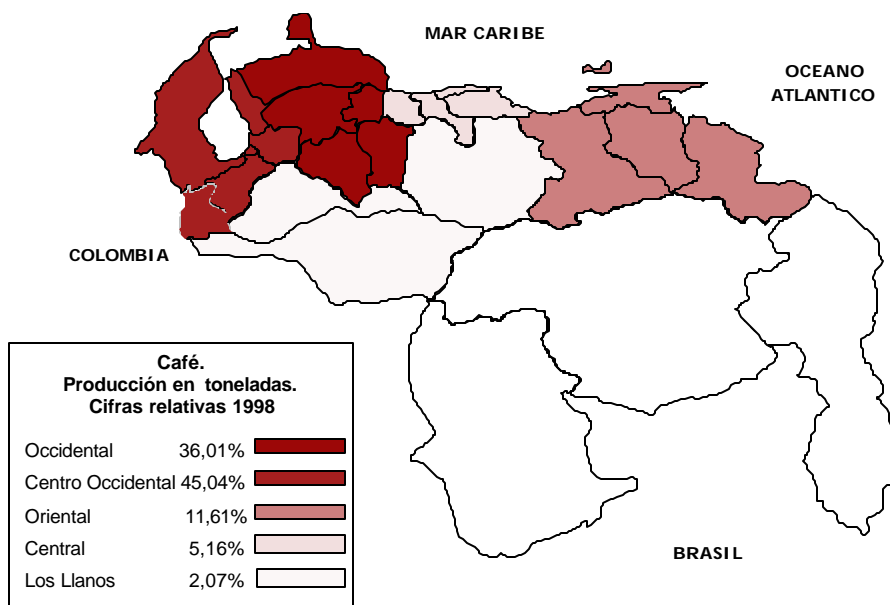 MAR CARIBE
OCEANO
ATLANTICO
COLOMBIA
Café.
Producción en toneladas.
Cifras relativas 1998
Occidental 36,01%
Centro Occidental 45,04%
Oriental 11,61%
Central 5,16%
Los Llanos 2,07%
BRASIL